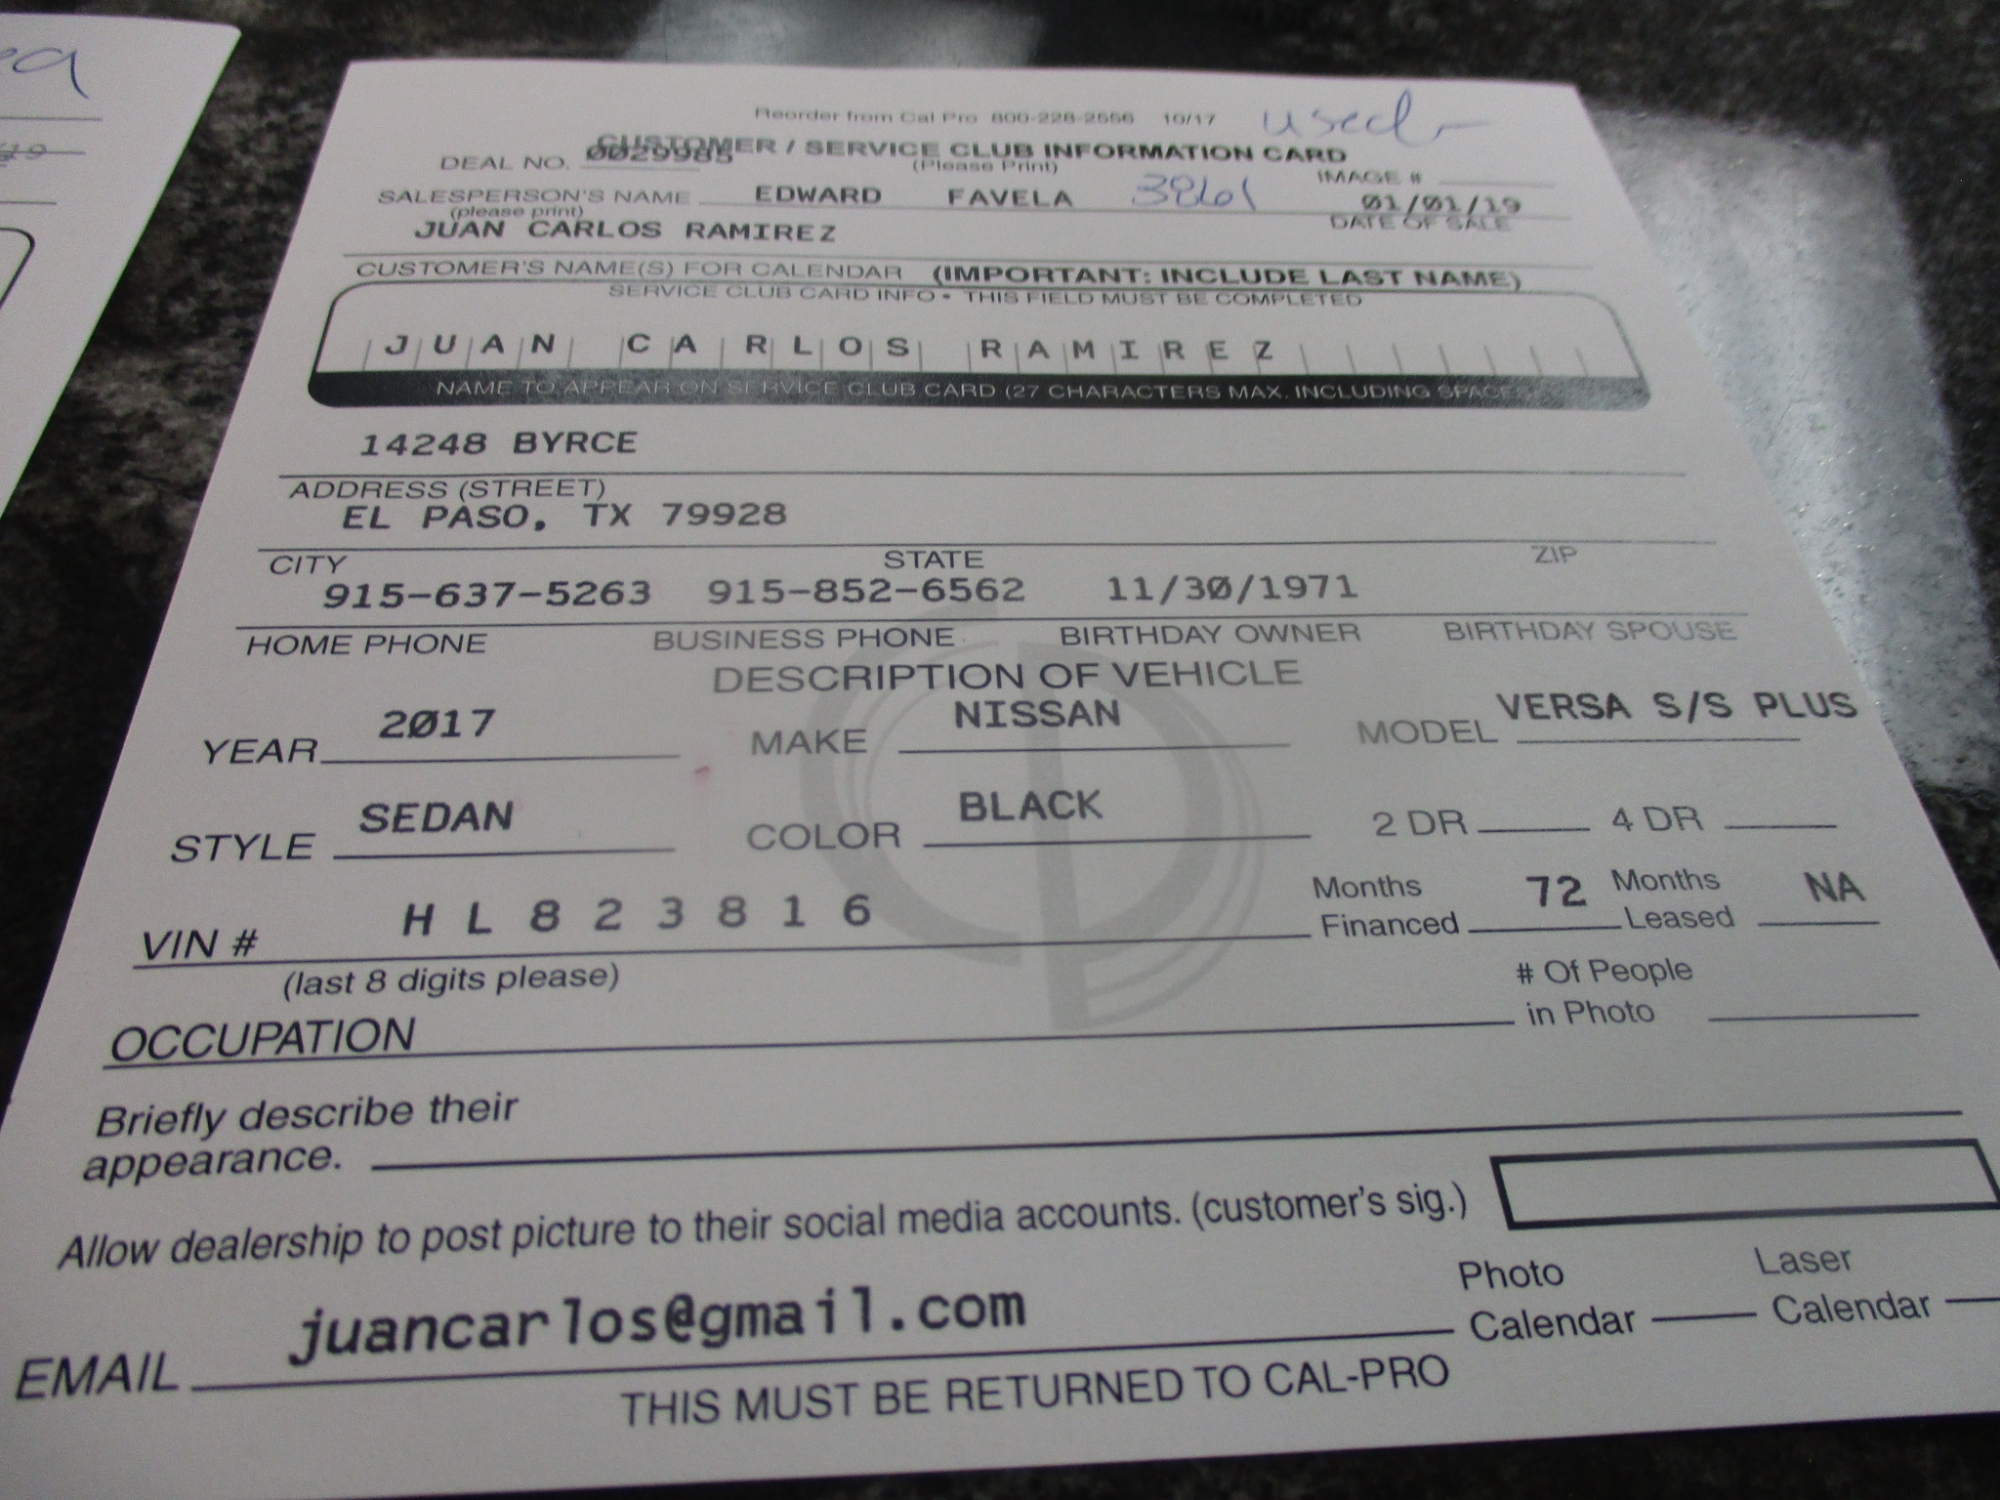 Reorder from Cal Pro 800-228-2556 10/17 used
CUSTOMER / SERVICE CLUB INFORMATION CARD
DEAL NO. 0029985 (Please Print)
IMAGE #
SALESPERSON'S NAME EDWARD FAVELA 3861 01/01/19
(please print) DATE OF SALE
JUAN CARLOS RAMIREZ
CUSTOMER'S NAME(S) FOR CALENDAR (IMPORTANT: INCLUDE LAST NAME)
SERVICE CLUB CARD INFO • THIS FIELD MUST BE COMPLETED
JUAN CARLOS RAMIREZ
NAME TO APPEAR ON SERVICE CLUB CARD (27 CHARACTERS MAX. INCLUDING SPACES
14248 BYRCE
ADDRESS (STREET)
EL PASO, TX 79928
CITY STATE ZIP
915-637-5263 915-852-6562 11/30/1971
HOME PHONE BUSINESS PHONE BIRTHDAY OWNER BIRTHDAY SPOUSE
DESCRIPTION OF VEHICLE
YEAR 2017 MAKE NISSAN MODEL VERSA S/S PLUS
STYLE SEDAN COLOR BLACK 2 DR 4 DR
VIN # HL823816 Months Financed 72 Months Leased NA
(last 8 digits please)
OCCUPATION # Of People in Photo
Briefly describe their
appearance.
Allow dealership to post picture to their social media accounts. (customer's sig.)
EMAIL juancarlos@gmail.com Photo Calendar Laser Calendar
THIS MUST BE RETURNED TO CAL-PRO